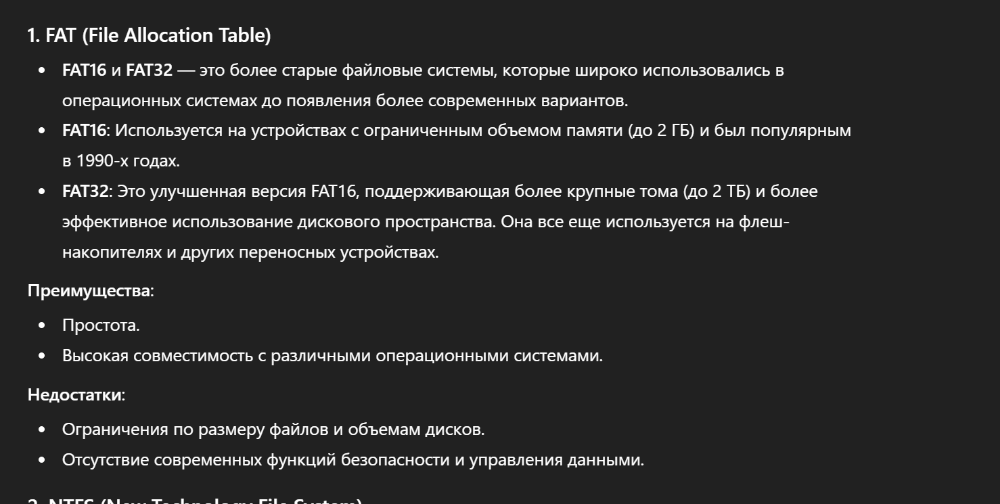 1. FAT (File Allocation Table)
• FAT16 и FAT32 — это более старые файловые системы, которые широко использовались в
операционных системах до появления более современных вариантов.
• FAT16: Используется на устройствах с ограниченным объемом памяти (до 2 ГБ) и был популярным
в 1990-х годах.
• FAT32: Это улучшенная версия FAT16, поддерживающая более крупные тома (до 2 ТБ) и более
эффективное использование дискового пространства. Она все еще используется на флеш-
накопителях и других переносных устройствах.
Преимущества:
• Простота.
• Высокая совместимость с различными операционными системами.
Недостатки:
• Ограничения по размеру файлов и объемам дисков.
• Отсутствие современных функций безопасности и управления данными.
2. NTFS (New Technology File System)